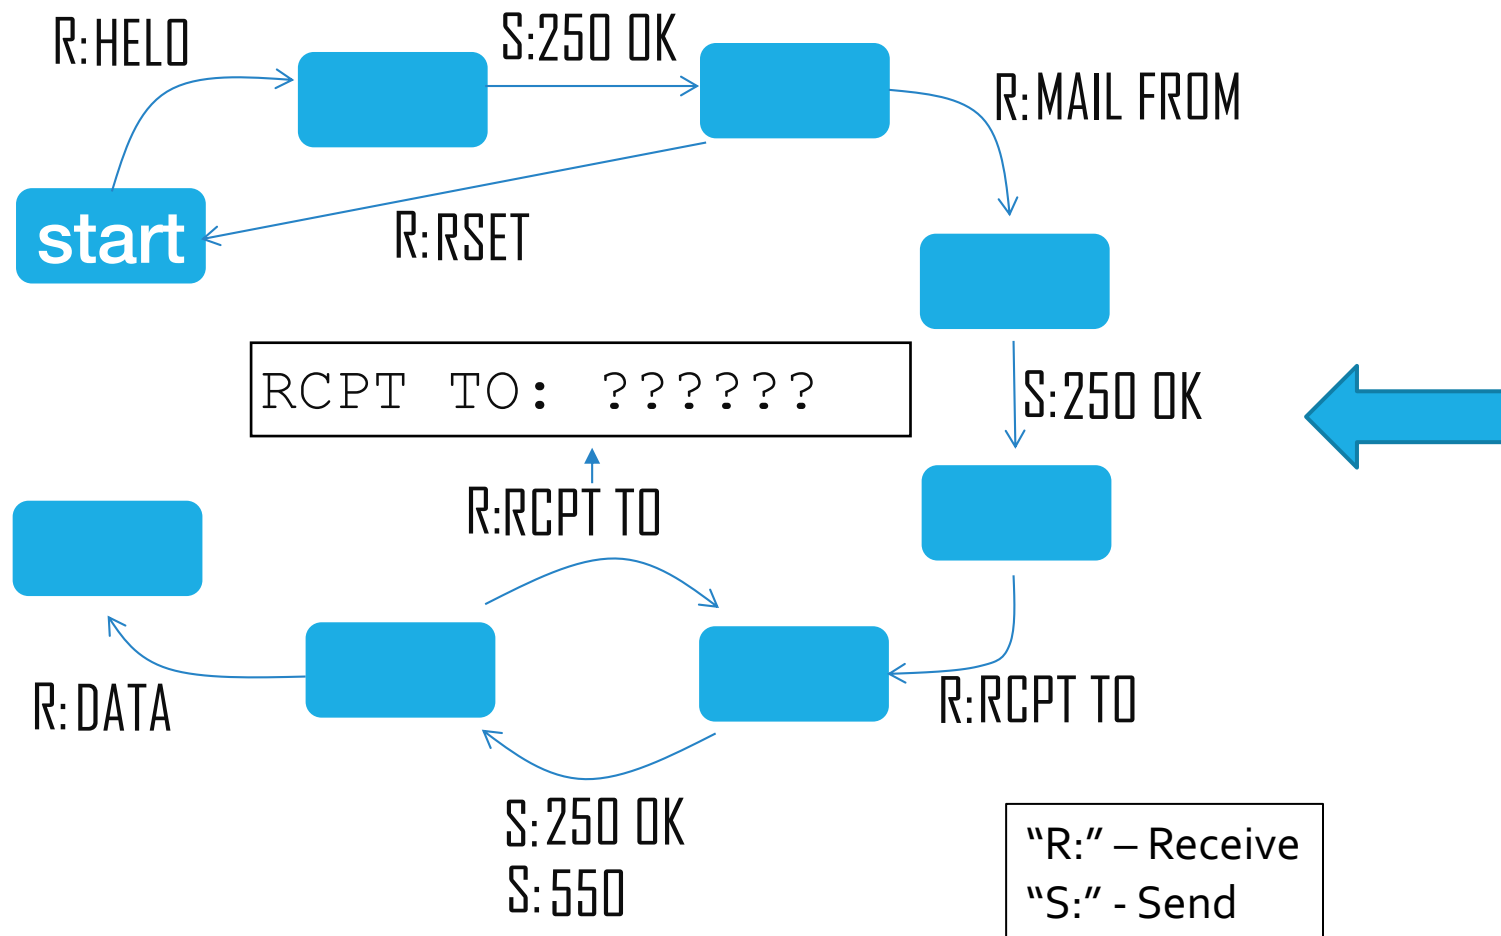 R:HELO
S:250 OK
R:MAIL FROM
start
R:RSET
RCPT TO: ??????
S:250 OK
R:RCPT TO
R:DATA
R:RCPT TO
S:250 OK
S:550
“R:” – Receive
“S:” - Send